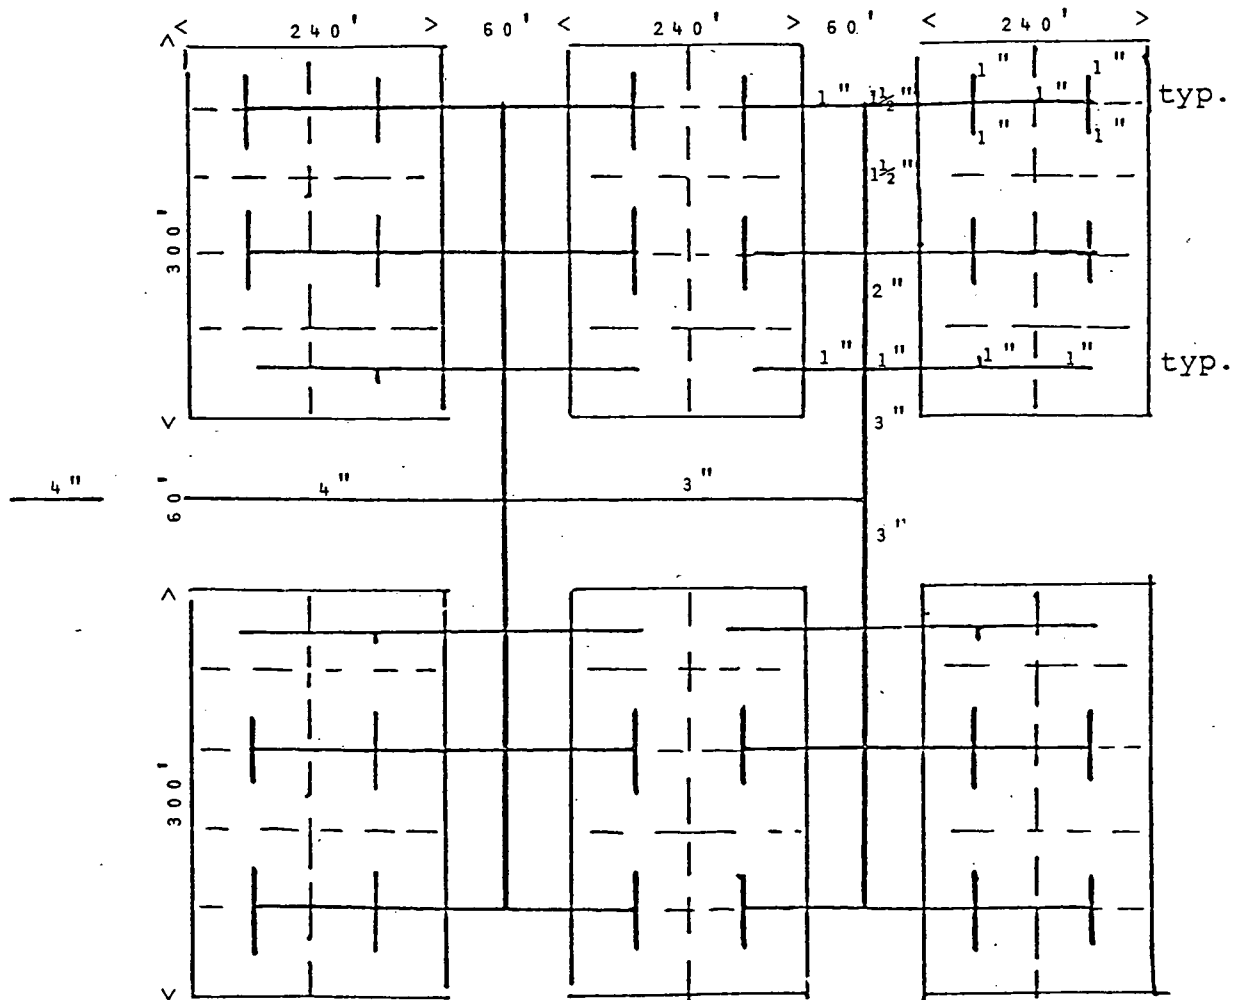 < 240' > 60' < 240' > 60' < 240' >
1" 1"
1" 1½" 1" typ.
1" 1"
1½"
300'
2"
1" 1" 1" 1" typ.
3"
4" 60' 4" 3"
3"
300'